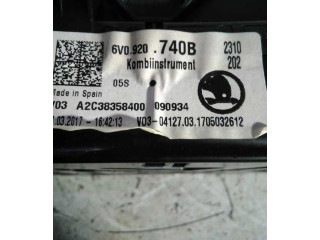 6V0.920 .740B 2310
Kombiinstrument 202
05S
Made in Spain
V03 A2C38358400 090934
.03.2017 - 16:42:13 V03-04127.03.1705032612